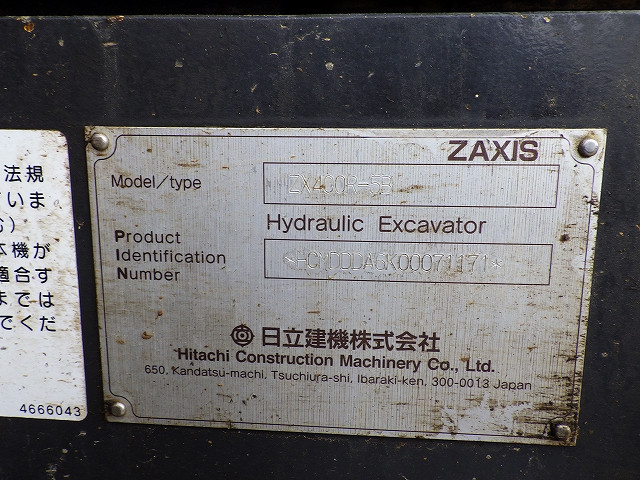 法規
いま
本機が
適合す
までは
でくだ
4666043
ZAXIS
Model/type
ZX400R-5B
Hydraulic Excavator
Product
Identification
Number
<HCMDDDA6K00071171*
日立建機株式会社
Hitachi Construction Machinery Co., Ltd.
650, Kandatsu-machi, Tsuchiura-shi, Ibaraki-ken, 300-0013 Japan